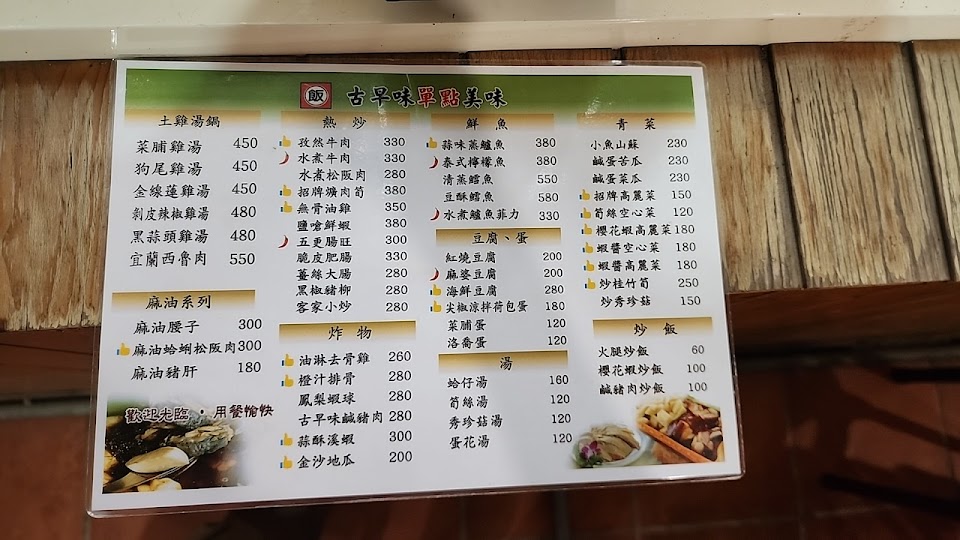 飯 古早味單點美味
土雞湯鍋
菜脯雞湯 450
狗尾雞湯 450
金線蓮雞湯 450
剝皮辣椒雞湯 480
黑蒜頭雞湯 480
宜蘭西魯肉 550
麻油系列
麻油腰子 300
麻油蛤蜊松阪肉 300
麻油豬肝 180
歡迎光臨・用餐愉快
熱炒
孜然牛肉 330
水煮牛肉 330
水煮松阪肉 280
招牌爌肉筍 380
無骨油雞 350
鹽嗆鮮蝦 380
五更腸旺 300
脆皮肥腸 330
薑絲大腸 280
黑椒豬柳 280
客家小炒 280
炸物
油淋去骨雞 260
橙汁排骨 280
鳳梨蝦球 280
古早味鹹豬肉 280
蒜酥溪蝦 300
金沙地瓜 200
鮮魚
蒜味蒸鱸魚 380
泰式檸檬魚 380
清蒸鱈魚 550
豆酥鱈魚 580
水煮鱸魚菲力 330
豆腐、蛋
紅燒豆腐 200
麻婆豆腐 200
海鮮豆腐 280
尖椒涼拌荷包蛋 180
菜脯蛋 120
洛喬蛋 120
湯
蛤仔湯 160
筍絲湯 120
秀珍菇湯 120
蛋花湯 120
青菜
小魚山蘇 230
鹹蛋苦瓜 230
鹹蛋菜瓜 230
招牌高麗菜 150
筍絲空心菜 120
櫻花蝦高麗菜 180
蝦醬空心菜 180
蝦醬高麗菜 180
炒桂竹筍 250
炒秀珍菇 150
炒飯
火腿炒飯 60
櫻花蝦炒飯 100
鹹豬肉炒飯 100